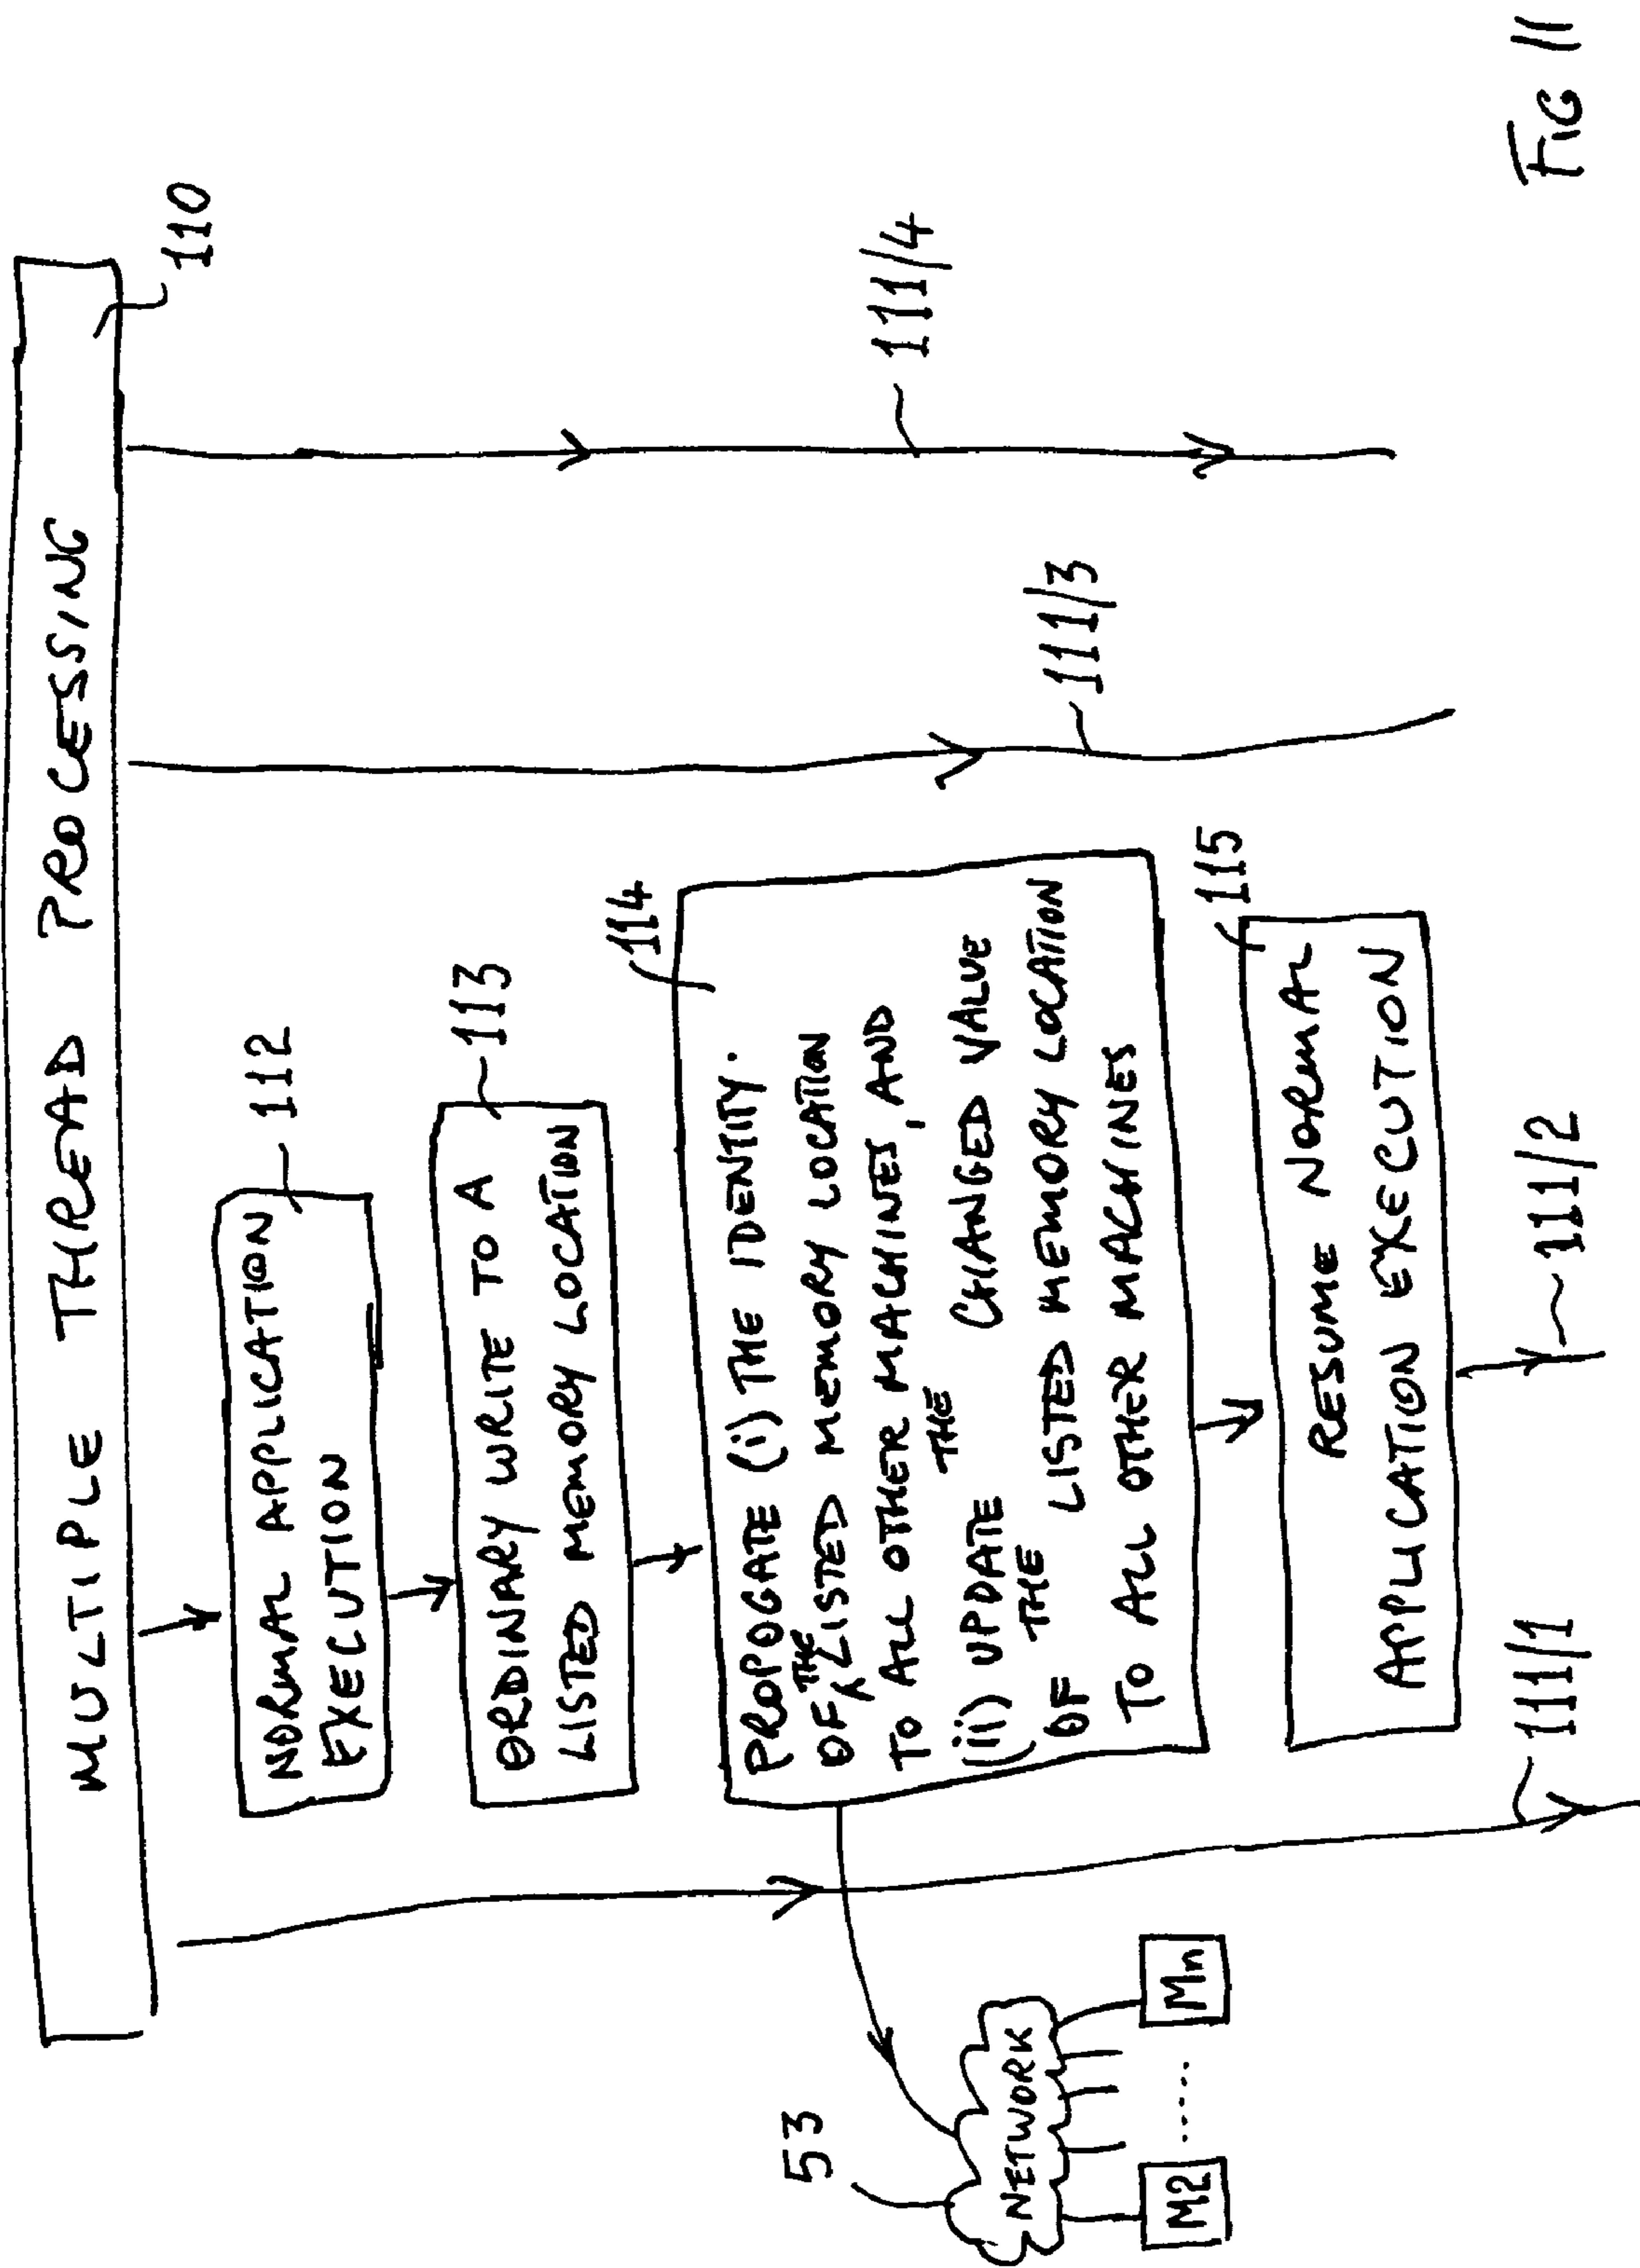 MULTIPLE THREAD PROCESSING
110
NORMAL APPLICATION
EXECUTION
112
ORDINARY WRITE TO A
LISTED MEMORY LOCATION
113
114
PROPOGATE (i) THE IDENTITY.
OF THE LISTED MEMORY LOCATION
TO ALL OTHER MACHINES, AND
(ii) UPDATE THE CHANGED VALUE
OF THE LISTED MEMORY LOCATION
TO ALL OTHER MACHINES
115
RESUME NORMAL
APPLICATION EXECUTION
111/1
111/2
111/3
111/4
53
NETWORK
M2 ..... Mn
FIG 11